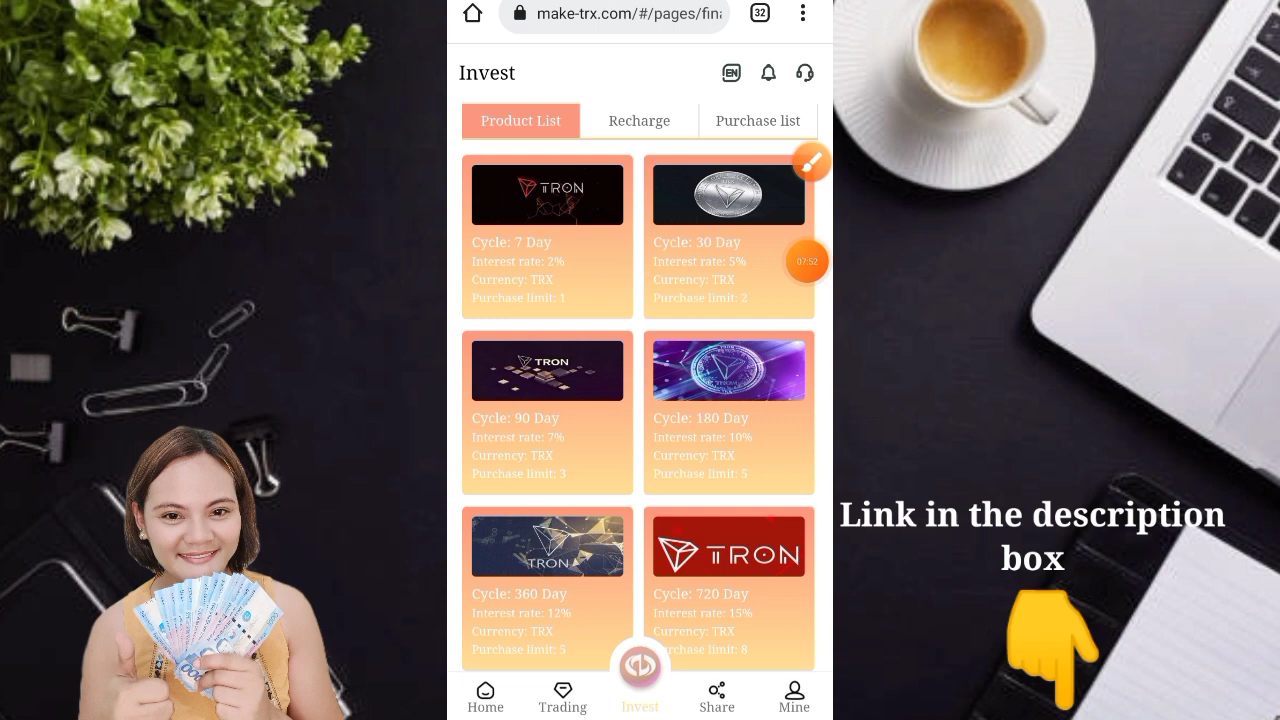 make-trx.com/#/pages/fina
32
Invest
EN
Product List
Recharge
Purchase list
TRON
Cycle: 7 Day
Interest rate: 2%
Currency: TRX
Purchase limit: 1
Cycle: 30 Day
Interest rate: 5%
Currency: TRX
Purchase limit: 2
07:52
TRON
Cycle: 90 Day
Interest rate: 7%
Currency: TRX
Purchase limit: 3
Cycle: 180 Day
Interest rate: 10%
Currency: TRX
Purchase limit: 5
TRON
Cycle: 360 Day
Interest rate: 12%
Currency: TRX
Purchase limit: 5
TRON
Cycle: 720 Day
Interest rate: 15%
Currency: TRX
limit: 8
Home
Trading
Invest
Share
Mine
Link in the description
box